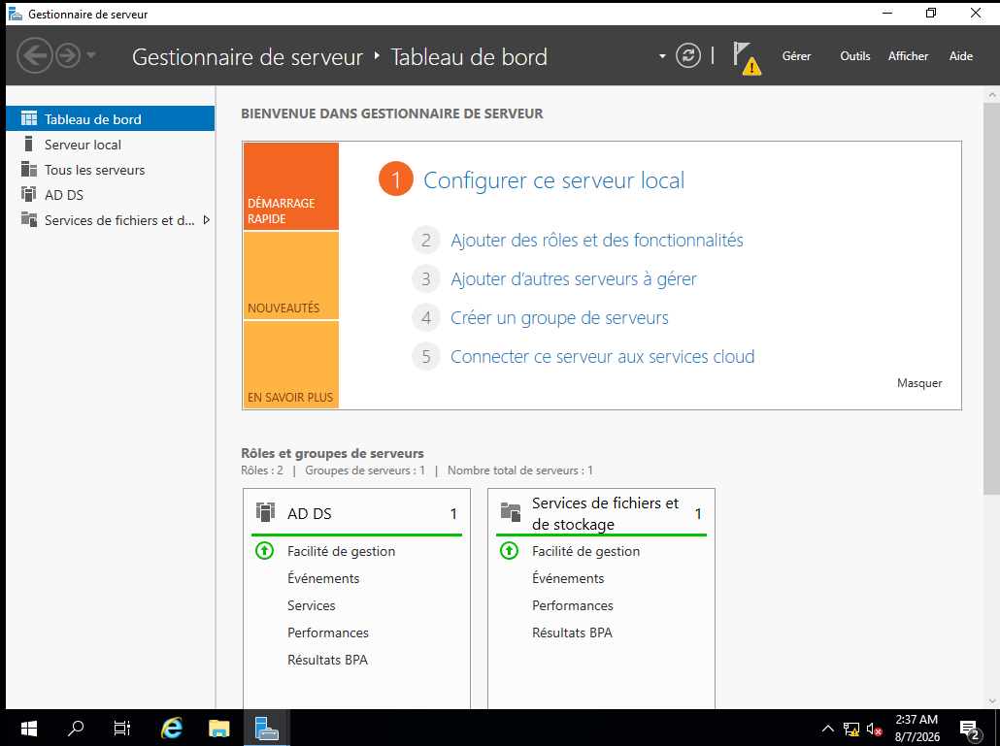 Gestionnaire de serveur
Gestionnaire de serveur ‣ Tableau de bord
Gérer Outils Afficher Aide
Tableau de bord
Serveur local
Tous les serveurs
AD DS
Services de fichiers et d...
BIENVENUE DANS GESTIONNAIRE DE SERVEUR
DÉMARRAGE
RAPIDE
NOUVEAUTÉS
EN SAVOIR PLUS
1 Configurer ce serveur local
2 Ajouter des rôles et des fonctionnalités
3 Ajouter d’autres serveurs à gérer
4 Créer un groupe de serveurs
5 Connecter ce serveur aux services cloud
Masquer
Rôles et groupes de serveurs
Rôles : 2 | Groupes de serveurs : 1 | Nombre total de serveurs : 1
AD DS 1
Facilité de gestion
Événements
Services
Performances
Résultats BPA
Services de fichiers et
de stockage 1
Facilité de gestion
Événements
Performances
Résultats BPA
2:37 AM
8/7/2026
2